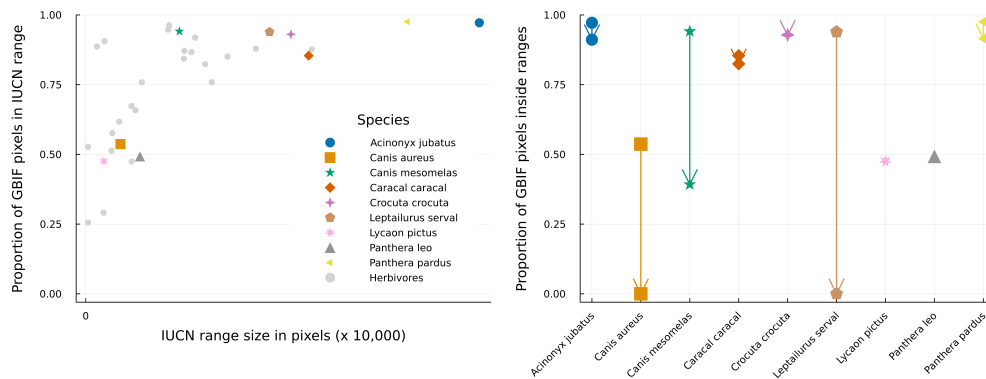 Proportion of GBIF pixels in IUCN range
1.00
0.75
0.50
0.25
0.00
0
IUCN range size in pixels (x 10,000)
Species
Acinonyx jubatus
Canis aureus
Canis mesomelas
Caracal caracal
Crocuta crocuta
Leptailurus serval
Lycaon pictus
Panthera leo
Panthera pardus
Herbivores
Proportion of GBIF pixels inside ranges
1.00
0.75
0.50
0.25
0.00
Acinonyx jubatus
Canis aureus
Canis mesomelas
Caracal caracal
Crocuta crocuta
Leptailurus serval
Lycaon pictus
Panthera leo
Panthera pardus